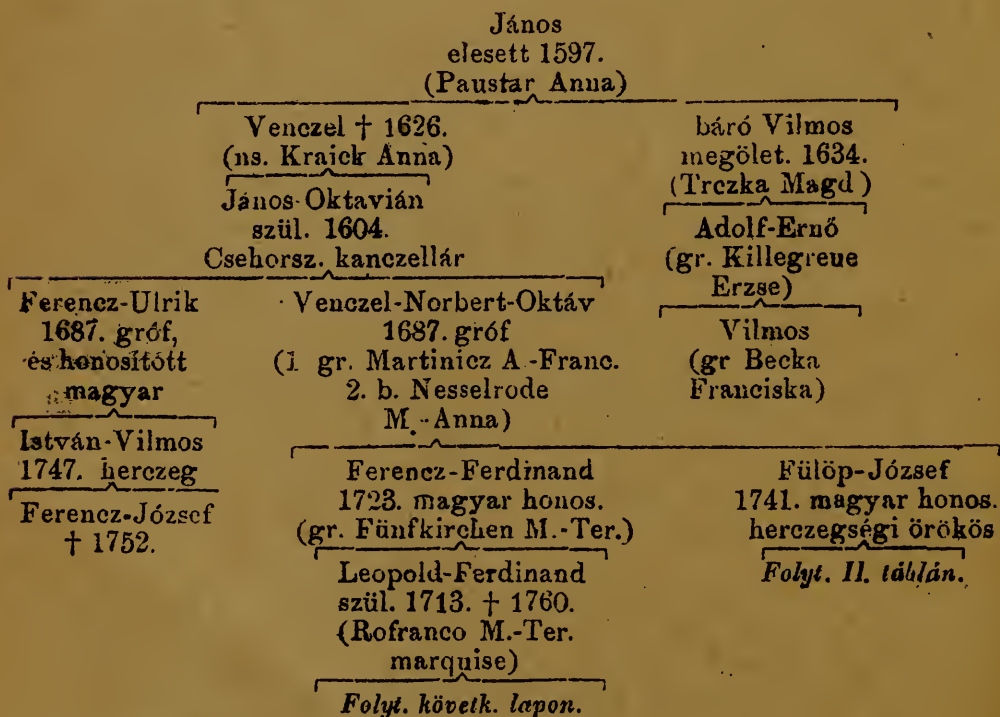 János
elesett 1597.
(Paustar Anna)
Venczel † 1626.
(ns. Kraick Anna)
János-Oktavián
szül. 1604.
Csehorsz. kanczellár
báró Vilmos
megölet. 1634.
(Trczka Magd)
Adolf-Ernő
(gr. Killegreue
Erzse)
Vilmos
(gr Becka
Franciska)
Ferencz-Ulrik
1687. gróf,
és honosított
magyar
István-Vilmos
1747. herczeg
Ferencz-József
† 1752.
Venczel-Norbert-Oktáv
1687. gróf
(1 gr. Martinicz A.-Franc.
2. b. Nesselrode
M.-Anna)
Ferencz-Ferdinand
1723. magyar honos.
(gr. Fünfkirchen M.-Ter.)
Leopold-Ferdinand
szül. 1713. † 1760.
(Rofranco M.-Ter.
marquise)
Folyt. követk. lapon.
Fülöp-József
1741. magyar honos.
herczegségi örökös
Folyt. II. táblán.